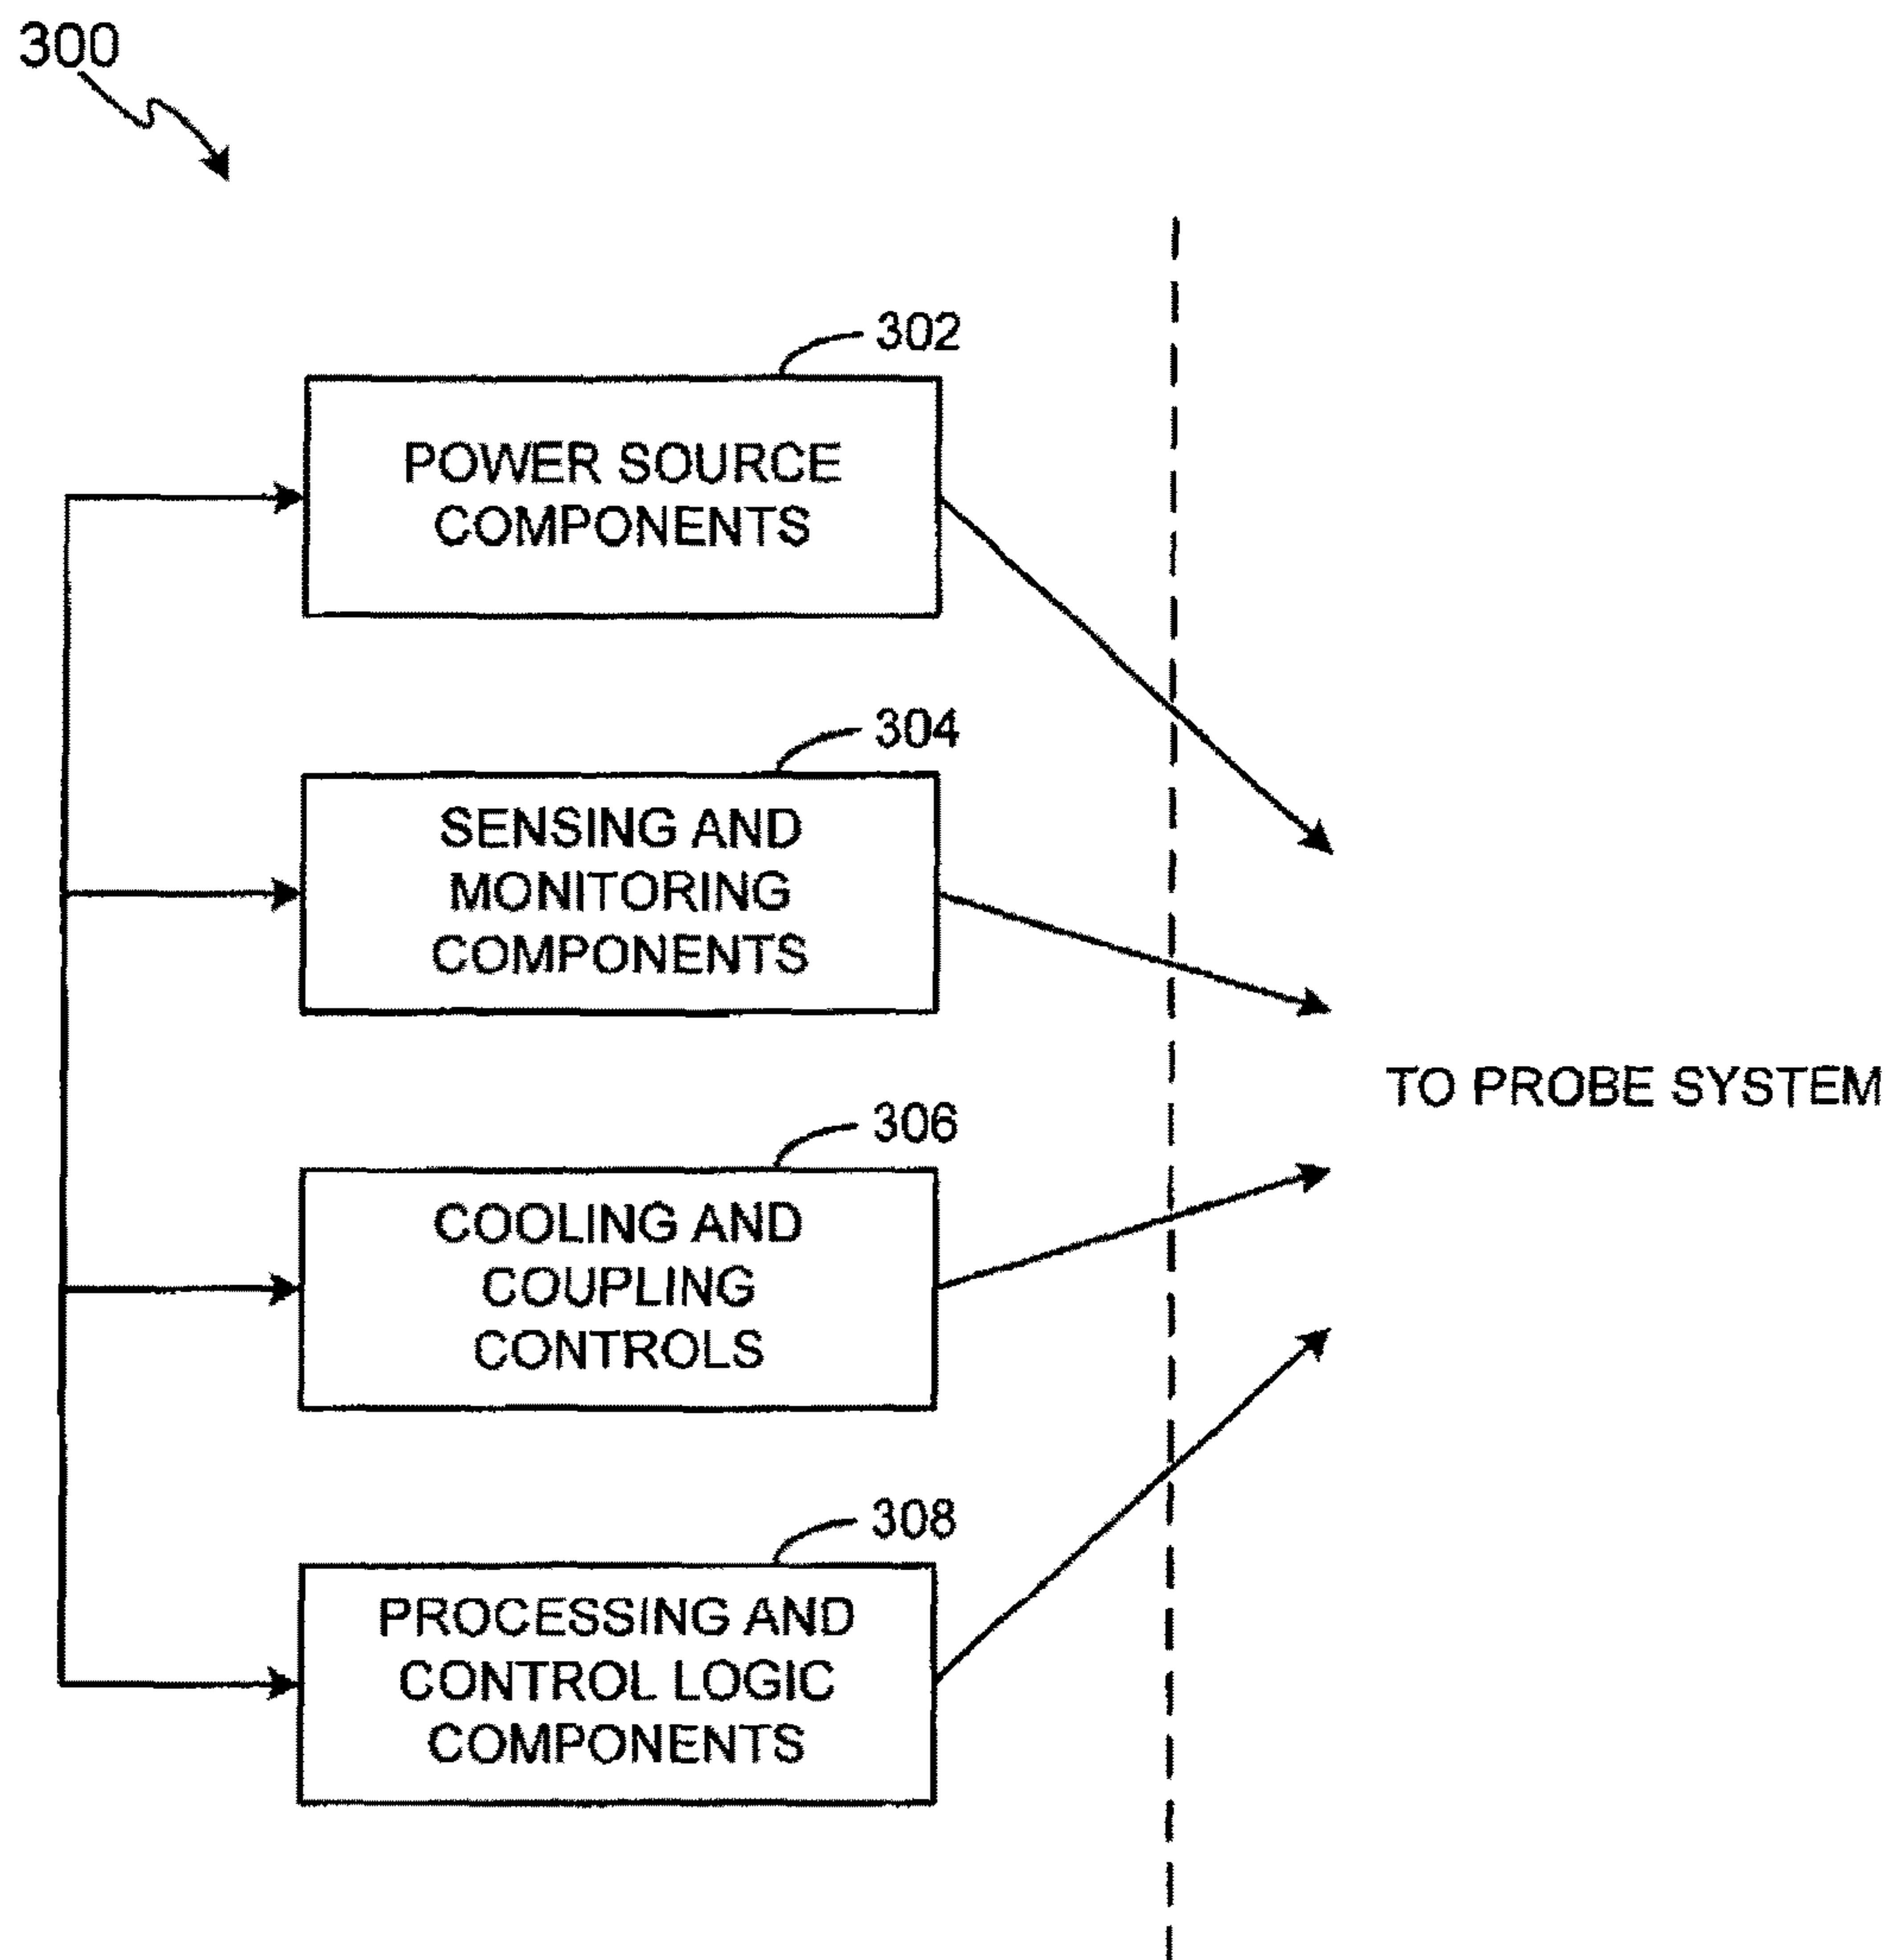 300
302
POWER SOURCE
COMPONENTS
304
SENSING AND
MONITORING
COMPONENTS
TO PROBE SYSTEM
306
COOLING AND
COUPLING
CONTROLS
308
PROCESSING AND
CONTROL LOGIC
COMPONENTS